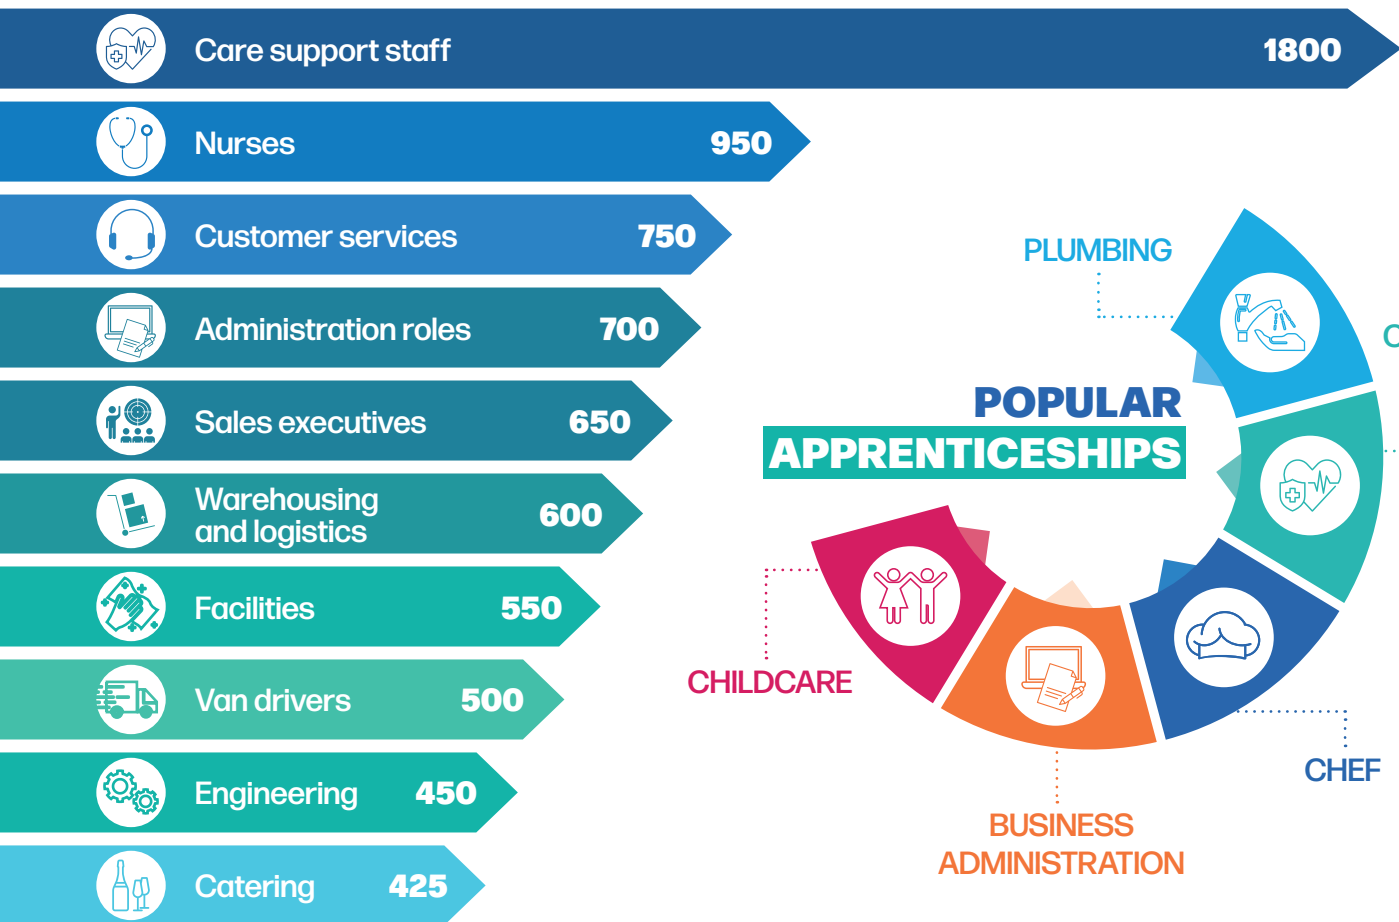 Care support staff 1800
Nurses 950
Customer services 750
Administration roles 700
Sales executives 650
Warehousing
and logistics 600
Facilities 550
Van drivers 500
Engineering 450
Catering 425
POPULAR
APPRENTICESHIPS
PLUMBING
CHEF
BUSINESS
ADMINISTRATION
CHILDCARE